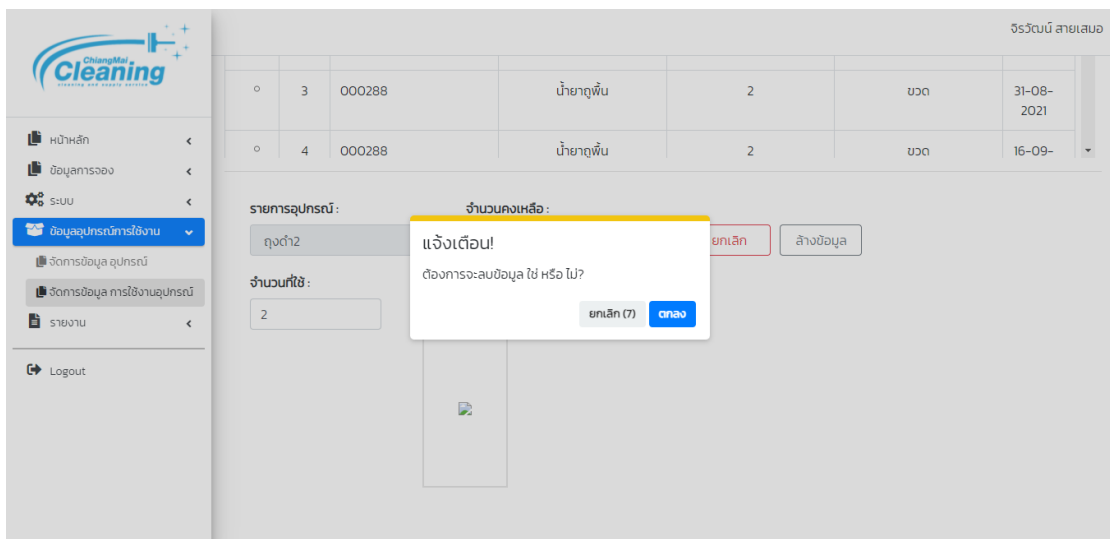 จิรวัฒน์ สายเสมอ
ChiangMai
Cleaning
cleaning and supply service
หน้าหลัก
ข้อมูลการจอง
ระบบ
ข้อมูลอุปกรณ์การใช้งาน
จัดการข้อมูล อุปกรณ์
จัดการข้อมูล การใช้งานอุปกรณ์
รายงาน
Logout
3 000288 น้ำยาถูพื้น 2 ขวด 31-08-
2021
4 000288 น้ำยาถูพื้น 2 ขวด 16-09-
รายการอุปกรณ์ : จำนวนคงเหลือ :
ถุงดำ2 ยกเลิก ล้างข้อมูล
จำนวนที่ใช้ :
2
แจ้งเตือน!
ต้องการจะลบข้อมูล ใช่ หรือ ไม่?
ยกเลิก (7) ตกลง